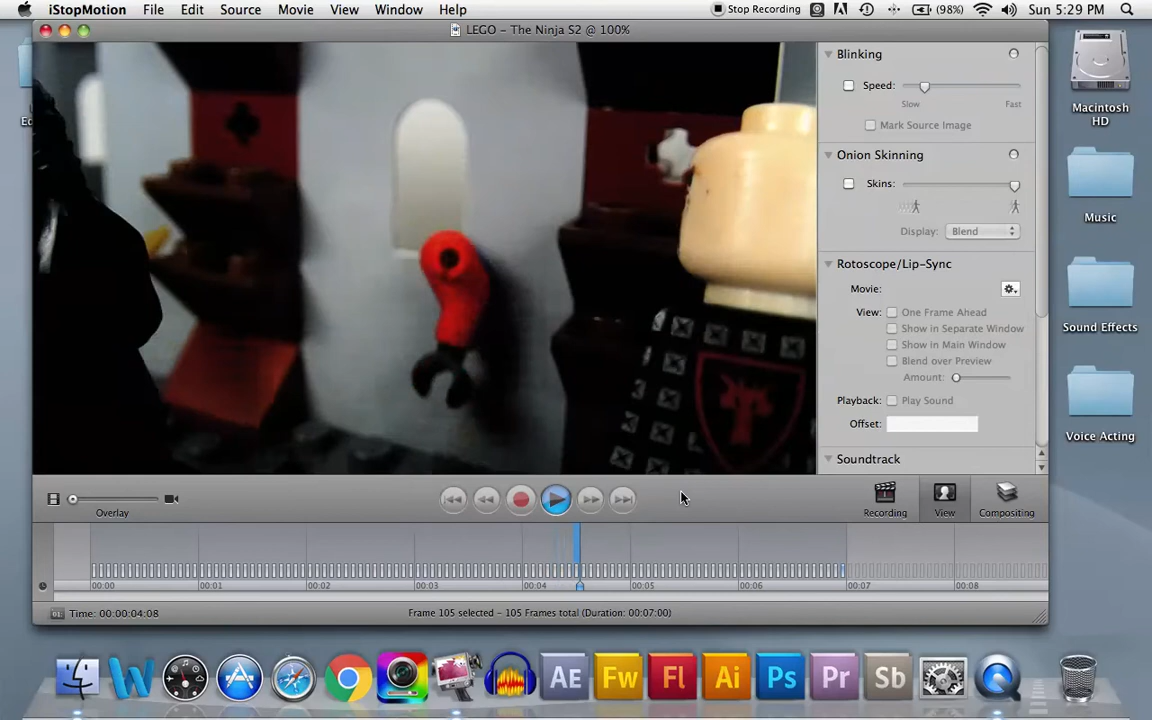 iStopMotion File Edit Source Movie View Window Help Stop Recording (98%) Sun 5:29 PM
LEGO - The Ninja S2 @ 100%
Blinking
Speed:
Slow Fast
Mark Source Image
Onion Skinning
Skins:
Display: Blend
Rotoscope/Lip-Sync
Movie:
View: One Frame Ahead
Show in Separate Window
Show in Main Window
Blend over Preview
Amount:
Playback: Play Sound
Offset:
Soundtrack
Overlay
Recording View Compositing
00:00 00:01 00:02 00:03 00:04 00:05 00:06 00:07 00:08
Time: 00:00:04:08 Frame 105 selected - 105 Frames total (Duration: 00:07:00)
Macintosh
HD
Music
Sound Effects
Voice Acting
W AE Fw Fl Ai Ps Pr Sb